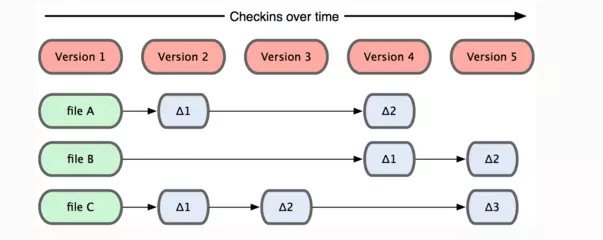 Checkins over time
Version 1 Version 2 Version 3 Version 4 Version 5
file A Δ1 Δ2
file B Δ1 Δ2
file C Δ1 Δ2 Δ3